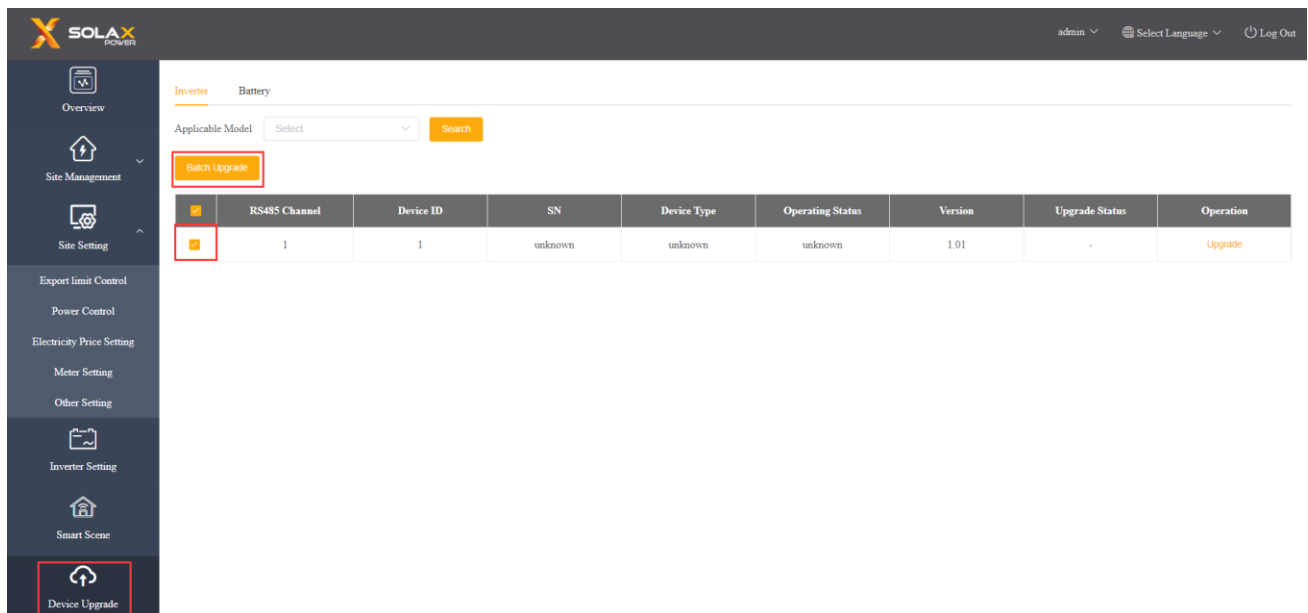 SOLAX
POWER
admin Select Language Log Out
Overview
Site Management
Site Setting
Export limit Control
Power Control
Electricity Price Setting
Meter Setting
Other Setting
Inverter Setting
Smart Scene
Device Upgrade
Inverter Battery
Applicable Model Select Search
Batch Upgrade
RS485 Channel Device ID SN Device Type Operating Status Version Upgrade Status Operation
1 1 unknown unknown unknown 1.01 - Upgrade